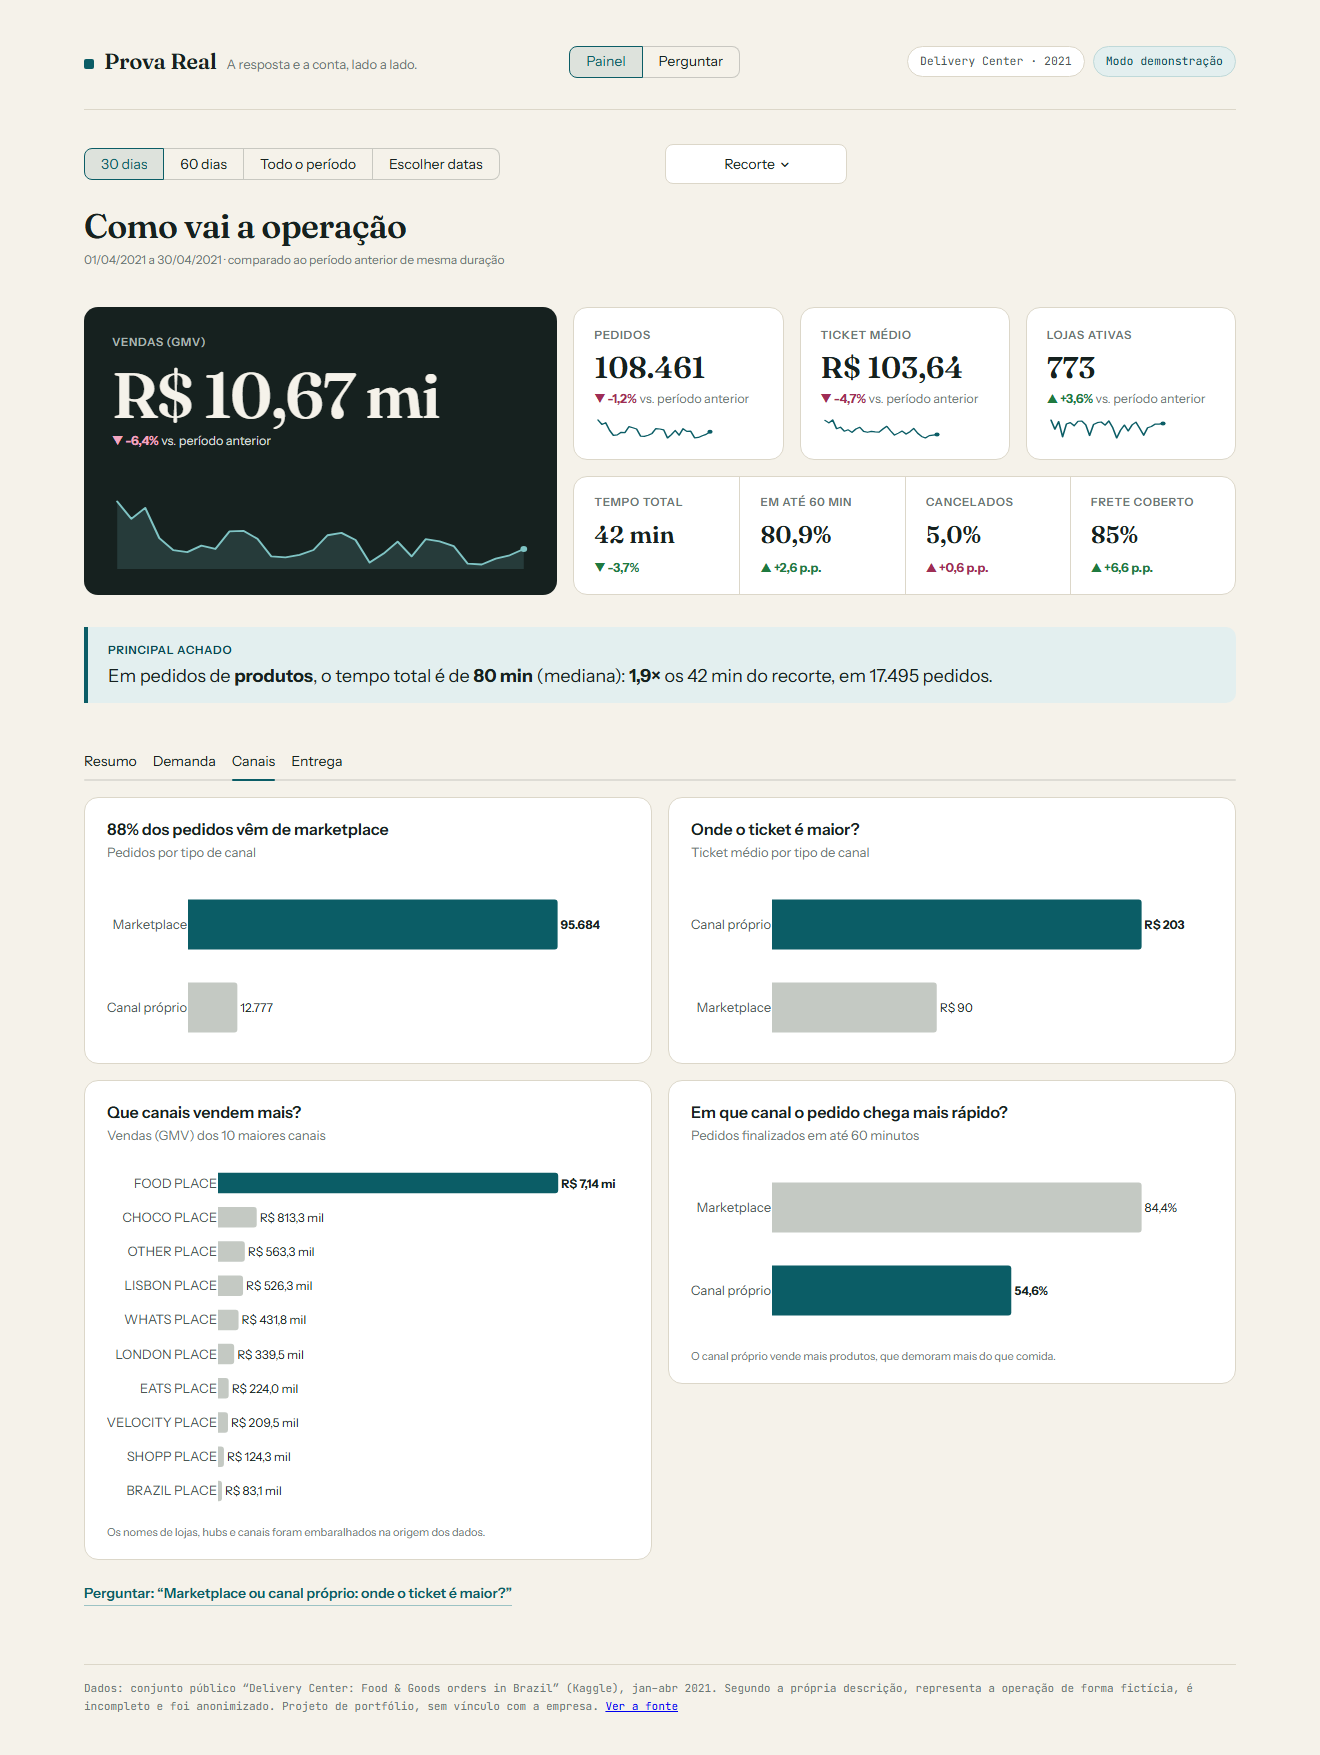 Prova Real A resposta e a conta, lado a lado.
Painel
Perguntar
Delivery Center · 2021
Modo demonstração
30 dias
60 dias
Todo o período
Escolher datas
Recorte
Como vai a operação
01/04/2021 a 30/04/2021 · comparado ao período anterior de mesma duração
VENDAS (GMV)
R$ 10,67 mi
▼ -6,4% vs. período anterior
PEDIDOS
108.461
▼ -1,2% vs. período anterior
TICKET MÉDIO
R$ 103,64
▼ -4,7% vs. período anterior
LOJAS ATIVAS
773
▲ +3,6% vs. período anterior
TEMPO TOTAL
42 min
▼ -3,7%
EM ATÉ 60 MIN
80,9%
▲ +2,6 p.p.
CANCELADOS
5,0%
▲ +0,6 p.p.
FRETE COBERTO
85%
▲ +6,6 p.p.
PRINCIPAL ACHADO
Em pedidos de produtos, o tempo total é de 80 min (mediana): 1,9× os 42 min do recorte, em 17.495 pedidos.
Resumo
Demanda
Canais
Entrega
88% dos pedidos vêm de marketplace
Pedidos por tipo de canal
Marketplace 95.684
Canal próprio 12.777
Onde o ticket é maior?
Ticket médio por tipo de canal
Canal próprio R$ 203
Marketplace R$ 90
Que canais vendem mais?
Vendas (GMV) dos 10 maiores canais
FOOD PLACE R$ 7,14 mi
CHOCO PLACE R$ 813,3 mil
OTHER PLACE R$ 563,3 mil
LISBON PLACE R$ 526,3 mil
WHATS PLACE R$ 431,8 mil
LONDON PLACE R$ 339,5 mil
EATS PLACE R$ 224,0 mil
VELOCITY PLACE R$ 209,5 mil
SHOPP PLACE R$ 124,3 mil
BRAZIL PLACE R$ 83,1 mil
Os nomes de lojas, hubs e canais foram embaralhados na origem dos dados.
Em que canal o pedido chega mais rápido?
Pedidos finalizados em até 60 minutos
Marketplace 84,4%
Canal próprio 54,6%
O canal próprio vende mais produtos, que demoram mais do que comida.
Perguntar: “Marketplace ou canal próprio: onde o ticket é maior?”
Dados: conjunto público “Delivery Center: Food & Goods orders in Brazil” (Kaggle), jan–abr 2021. Segundo a própria descrição, representa a operação de forma fictícia, é
incompleto e foi anonimizado. Projeto de portfólio, sem vínculo com a empresa. Ver a fonte